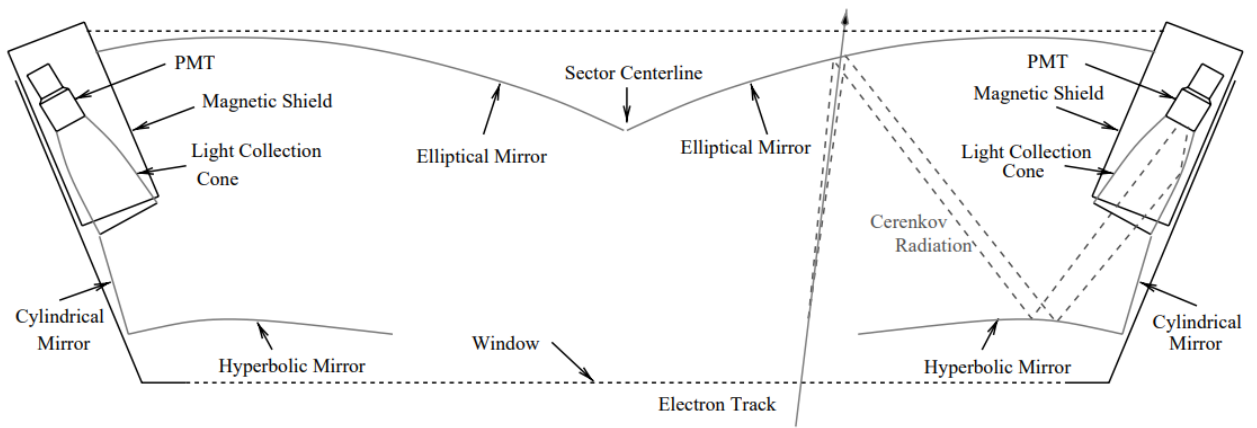 PMT
Magnetic Shield
Light Collection
Cone
Sector Centerline
Elliptical Mirror
Elliptical Mirror
PMT
Magnetic Shield
Light Collection
Cone
Cerenkov
Radiation
Cylindrical
Mirror
Hyperbolic Mirror
Window
Hyperbolic Mirror
Cylindrical
Mirror
Electron Track